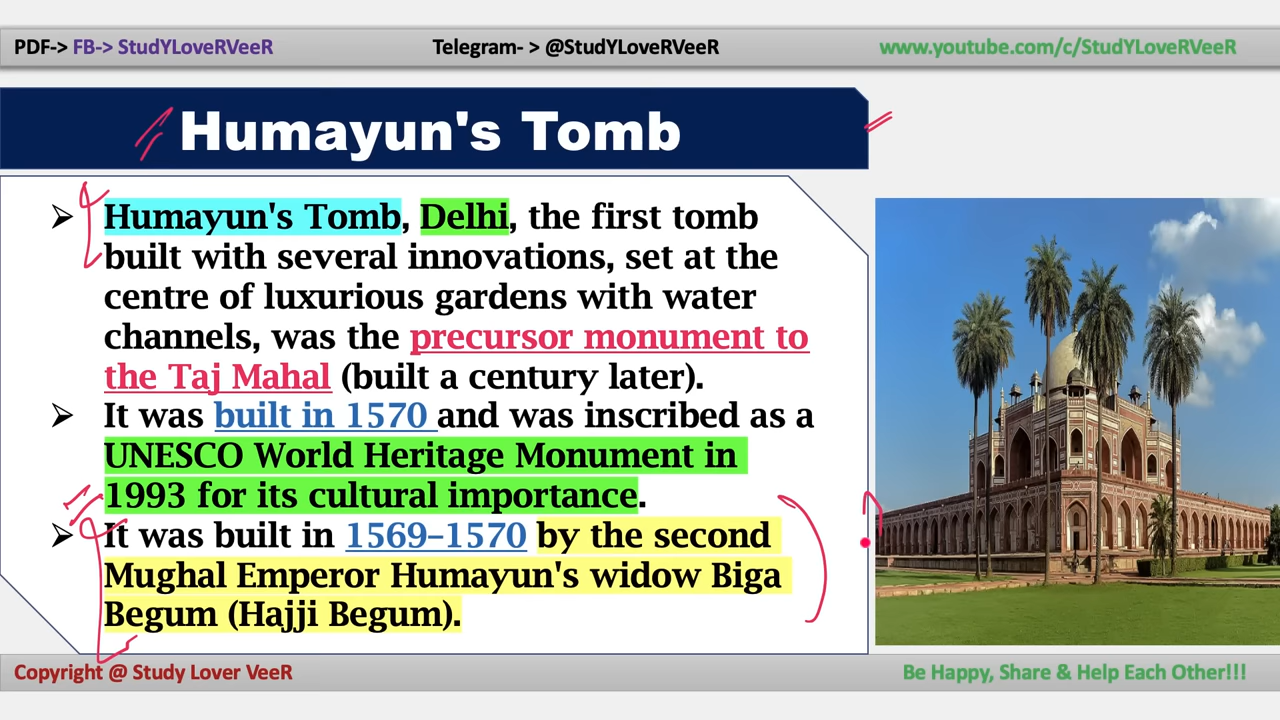 PDF-> FB-> StudYLoveRVeeR
Telegram- > @StudYLoveRVeeR
www.youtube.com/c/StudYLoveRVeeR
Humayun's Tomb
➢ Humayun's Tomb, Delhi, the first tomb
built with several innovations, set at the
centre of luxurious gardens with water
channels, was the precursor monument to
the Taj Mahal (built a century later).
➢ It was built in 1570 and was inscribed as a
UNESCO World Heritage Monument in
1993 for its cultural importance.
➢ It was built in 1569–1570 by the second
Mughal Emperor Humayun's widow Biga
Begum (Hajji Begum).
Copyright @ Study Lover VeeR
Be Happy, Share & Help Each Other!!!